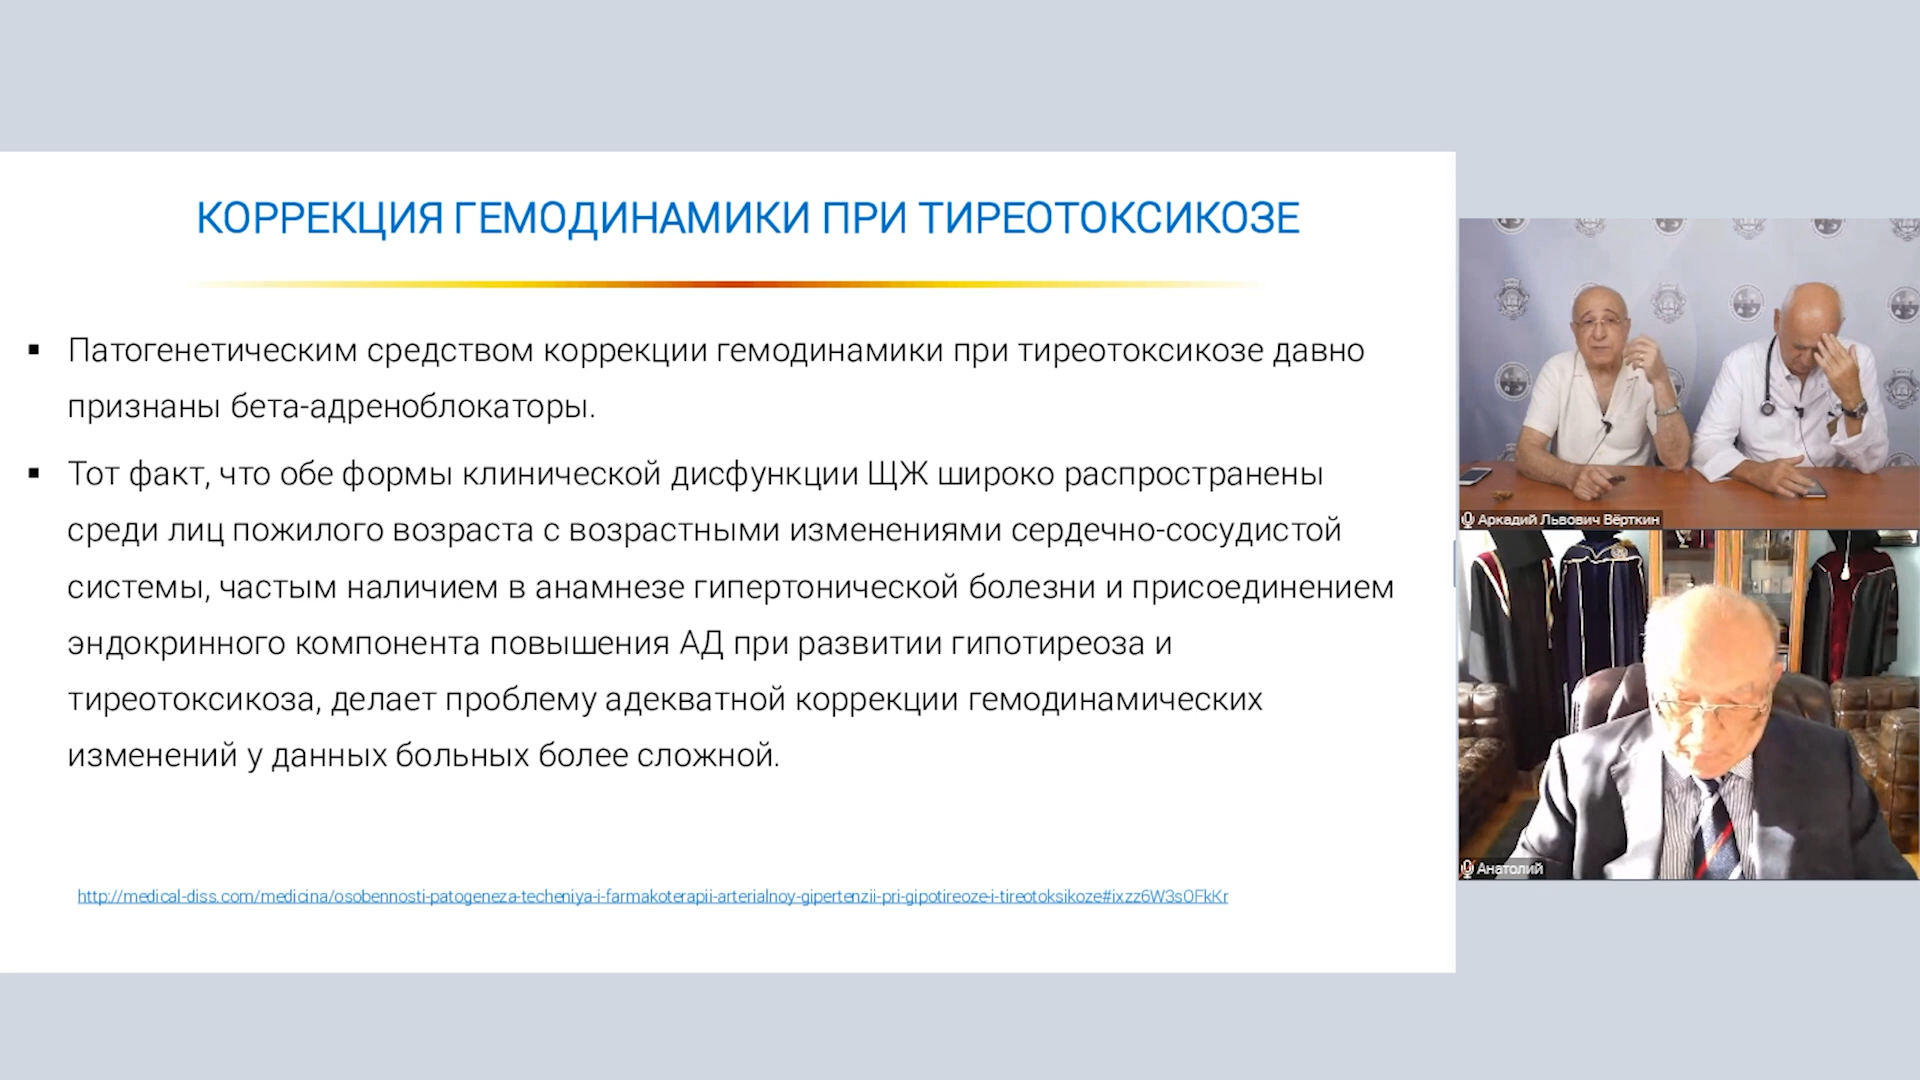 КОРРЕКЦИЯ ГЕМОДИНАМИКИ ПРИ ТИРЕОТОКСИКОЗЕ
▪ Патогенетическим средством коррекции гемодинамики при тиреотоксикозе давно
признаны бета-адреноблокаторы.
▪ Тот факт, что обе формы клинической дисфункции ЩЖ широко распространены
среди лиц пожилого возраста с возрастными изменениями сердечно-сосудистой
системы, частым наличием в анамнезе гипертонической болезни и присоединением
эндокринного компонента повышения АД при развитии гипотиреоза и
тиреотоксикоза, делает проблему адекватной коррекции гемодинамических
изменений у данных больных более сложной.
http://medical-diss.com/medicina/osobennosti-patogeneza-techeniya-i-farmakoterapii-arterialnoy-gipertenzii-pri-gipotireoze-i-tireotoksikoze#ixzz6W3sOFkKr
Аркадий Львович Вёрткин
Анатолий